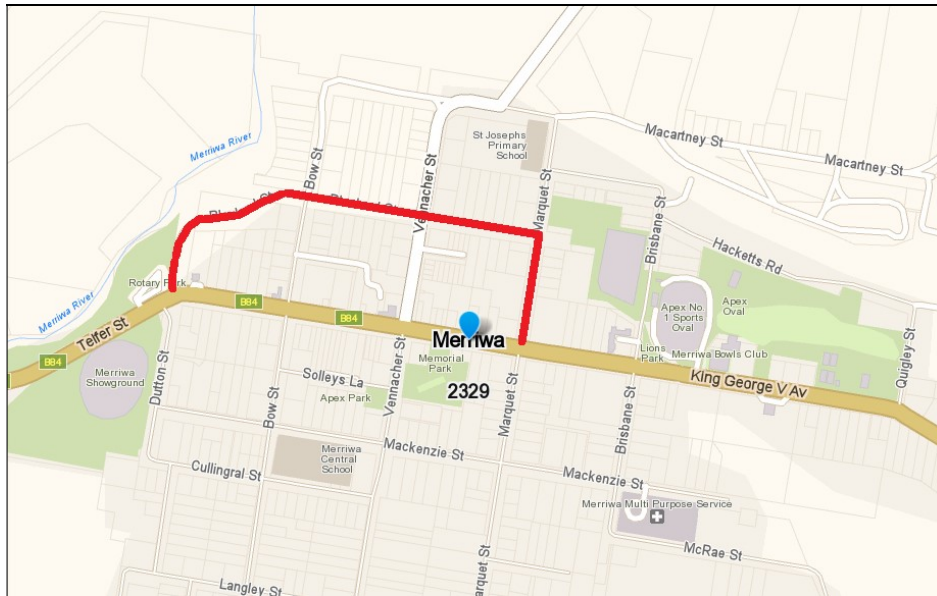 St Josephs
Primary
School
Macartney St
Macartney St
Merriwa River
Bow St
Vennacher St
Marquet St
Brisbane St
Hacketts Rd
Rotary Park
Merriwa River
B84
B84
Telfer St
B84
Apex No
1 Sports
Oval
Apex
Oval
Merriwa
Lions
Park
Merriwa Bowls Club
Quigley St
King George V Av
Merriwa
Showground
Dutton St
Solleys La
Memorial
Park
Apex Park
2329
Bow St
Vennacher St
Marquet St
Brisbane St
Mackenzie St
Mackenzie St
Merriwa
Central
School
Cullingral St
Merriwa Multi Purpose Service
McRae St
Langley St
Marquet St